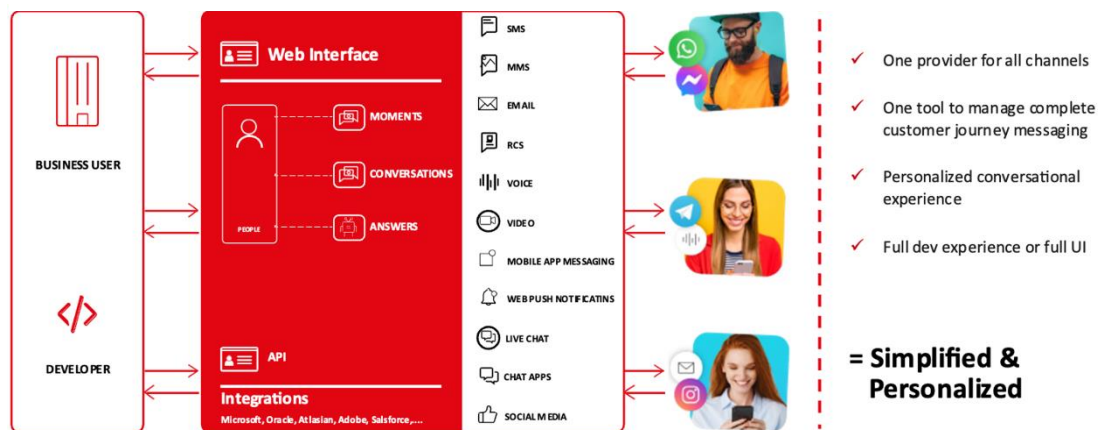 BUSINESS USER
DEVELOPER
Web Interface
PEOPLE
MOMENTS
CONVERSATIONS
ANSWERS
API
Integrations
Microsoft, Oracle, Atlasian, Adobe, Salsforce,....
SMS
MMS
EMAIL
RCS
VOICE
VIDEO
MOBILE APP MESSAGING
WEB PUSH NOTIFICATINS
LIVE CHAT
CHAT APPS
SOCIAL MEDIA
✓ One provider for all channels
✓ One tool to manage complete
customer journey messaging
✓ Personalized conversational
experience
✓ Full dev experience or full UI
= Simplified &
Personalized